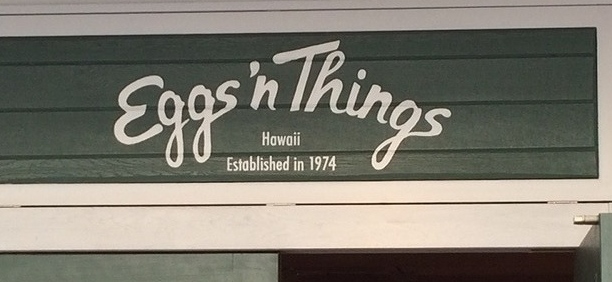 Eggs'n Things
Hawaii
Established in 1974